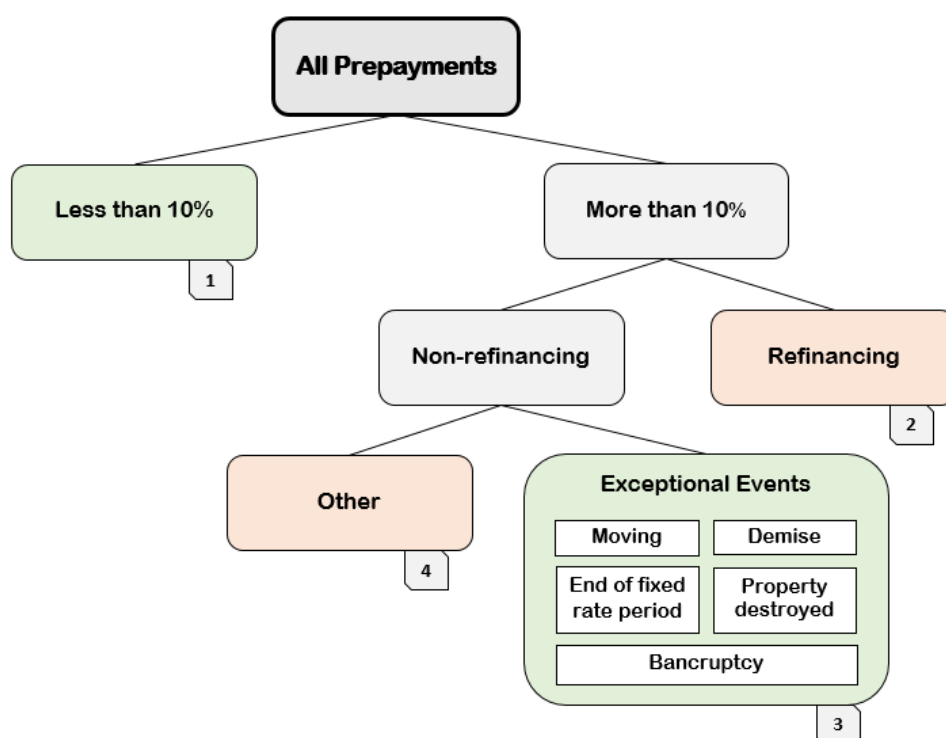 All Prepayments
Less than 10%
1
More than 10%
Non-refinancing
Refinancing
2
Other
4
Exceptional Events
Moving
Demise
End of fixed
rate period
Property
destroyed
Bancruptcy
3